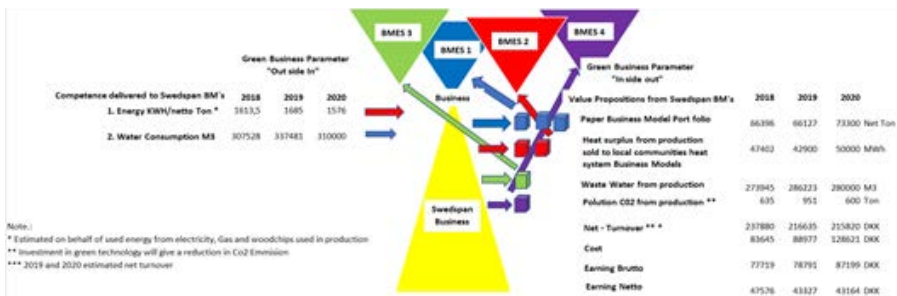 BMES 3
BMES 1
BMES 2
BMES 4
Green Business Parameter
"Out side In"
Competence delivered to Swedspan BM's 2018 2019 2020
1. Energy KWH/netto Ton * 1613,5 1685 1576
2. Water Consumption M3 307528 337481 310000
Business
Swedspan
Business
Green Business Parameter
"In side out"
Value Propositions from Swedspan BM's 2018 2019 2020
Paper Business Model Port folio 66396 66127 73300 Net Ton
Heat surplus from production
sold to local communities heat
system Business Models 47402 42900 50000 MWh
Waste Water from production 273945 286223 280000 M3
Polution C02 from production ** 635 951 600 Ton
Net - Turnover ** * 237880 216635 215820 DKK
Cost 83645 88977 128621 DKK
Earning Brutto 77719 78791 87199 DKK
Earning Netto 47576 43327 43164 DKK
Note.:
* Estimated on behalf of used energy from electricity, Gas and woodchips used in production
** Investment in green technology will give a reduction in Co2 Emmission
*** 2019 and 2020 estimated net turnover